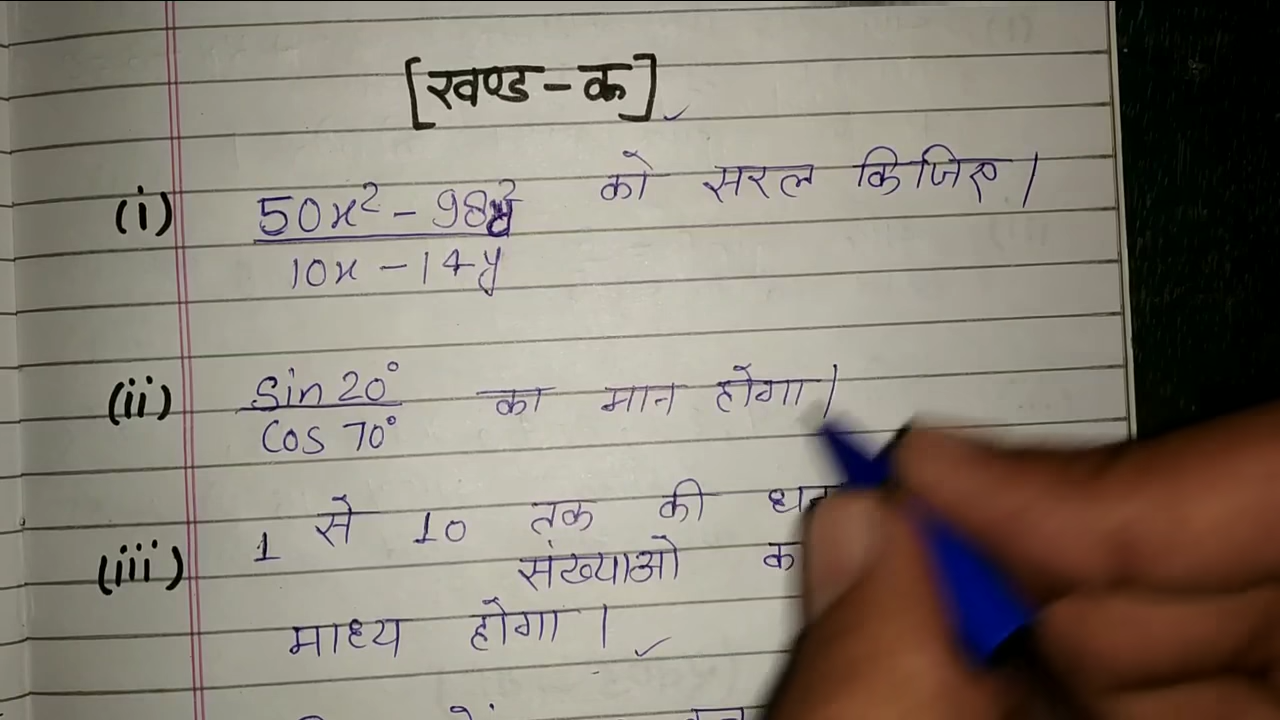 [खण्ड-क]
(i) 50x² - 98y² को सरल किजिए।
10x - 14y
(ii) sin 20° का मान होगा।
cos 70°
1 से 10 तक की
(iii) संख्याओ
माध्य होगा।